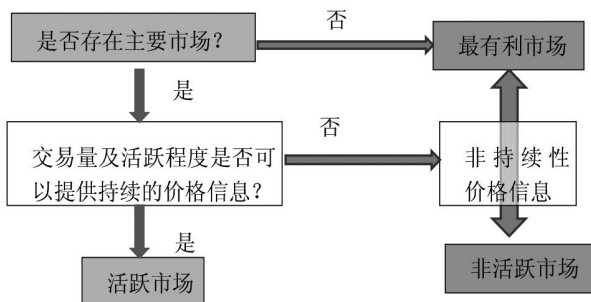 是否存在主要市场？
否
最有利市场
是
交易量及活跃程度是否可
以提供持续的价格信息？
否
非持续性
价格信息
是
活跃市场
非活跃市场